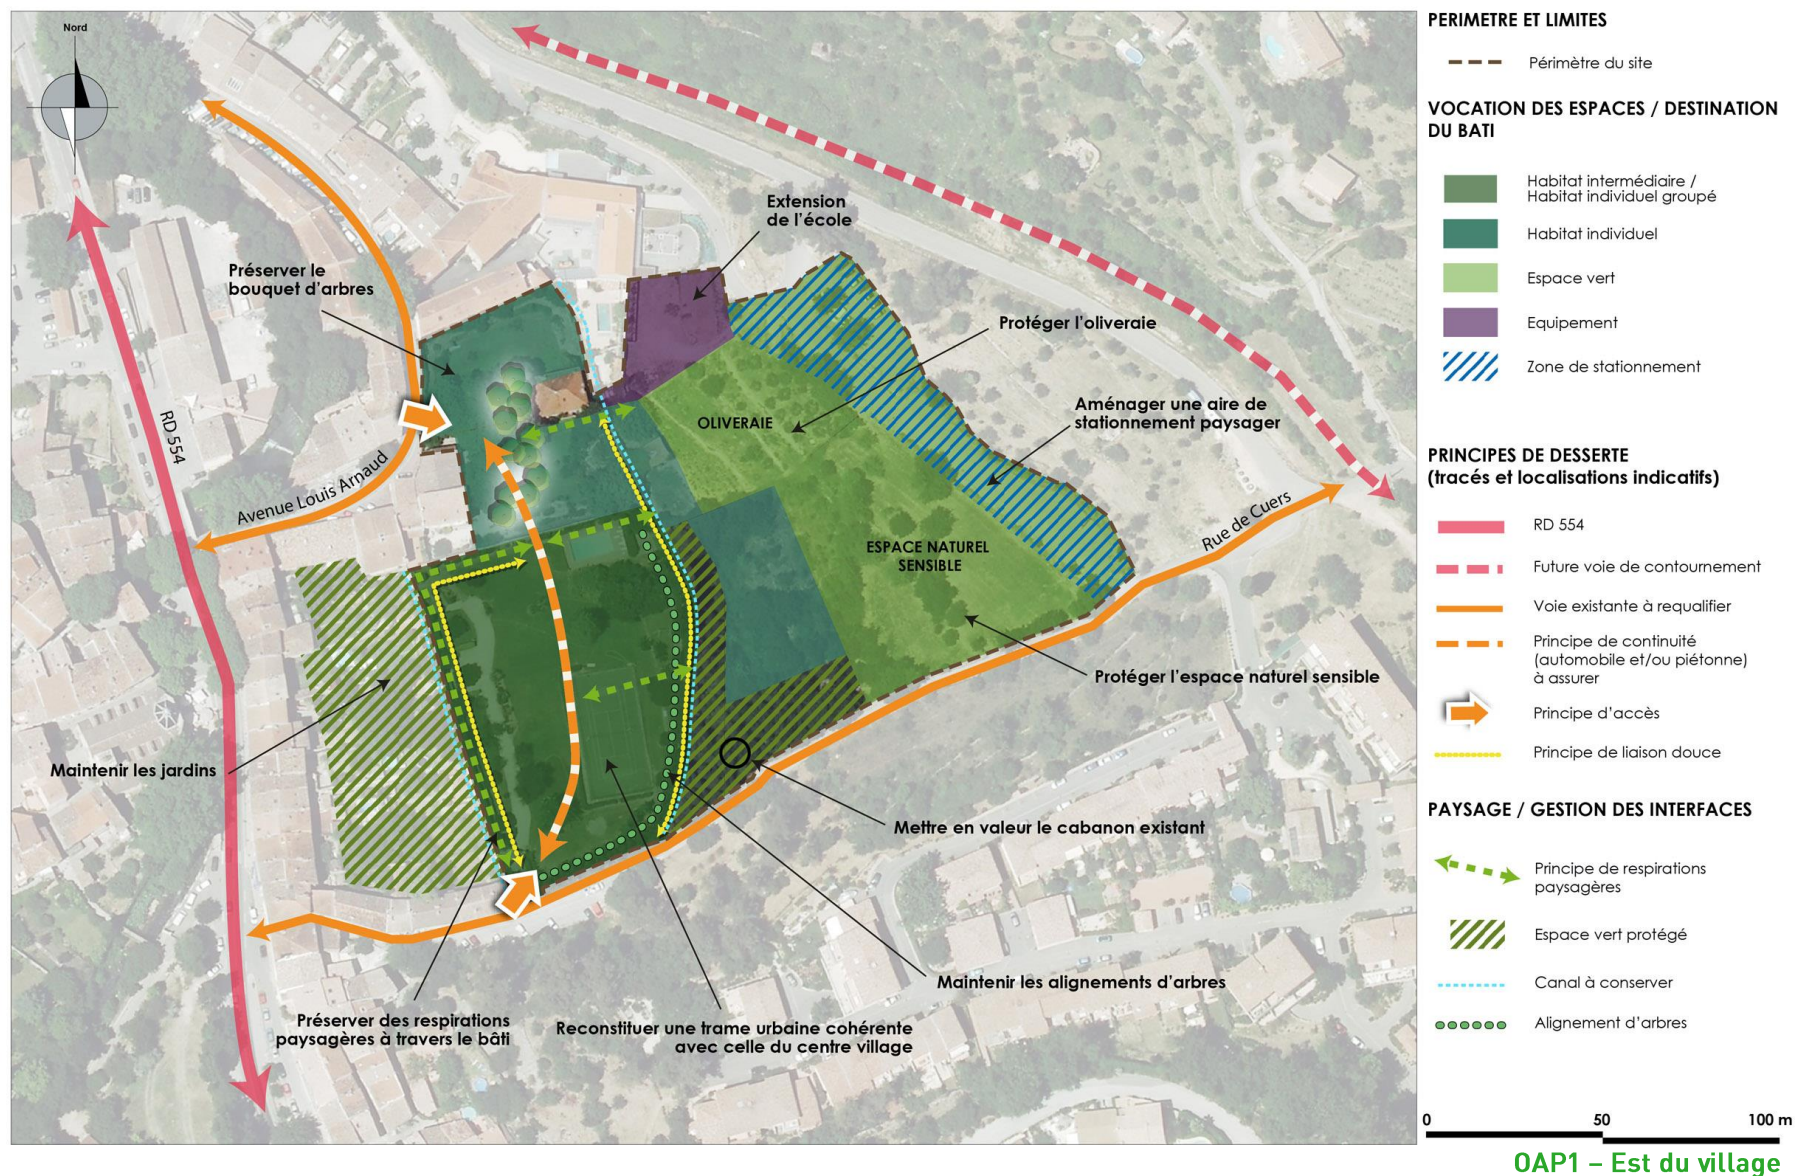 Nord
Extension
de l'école
Préserver le
bouquet d'arbres
Protéger l'oliveraie
OLIVERAIE
Aménager une aire de
stationnement paysager
RD 554
Avenue Louis Arnaud
Rue de Cuers
ESPACE NATUREL
SENSIBLE
Protéger l'espace naturel sensible
Maintenir les jardins
Mettre en valeur le cabanon existant
Maintenir les alignements d'arbres
Préserver des respirations
paysagères à travers le bâti
Reconstituer une trame urbaine cohérente
avec celle du centre village
PERIMETRE ET LIMITES
Périmètre du site
VOCATION DES ESPACES / DESTINATION
DU BATI
Habitat intermédiaire /
Habitat individuel groupé
Habitat individuel
Espace vert
Equipement
Zone de stationnement
PRINCIPES DE DESSERTE
(tracés et localisations indicatifs)
RD 554
Future voie de contournement
Voie existante à requalifier
Principe de continuité
(automobile et/ou piétonne)
à assurer
Principe d'accès
Principe de liaison douce
PAYSAGE / GESTION DES INTERFACES
Principe de respirations
paysagères
Espace vert protégé
Canal à conserver
Alignement d'arbres
0 50 100 m
OAP1 – Est du village